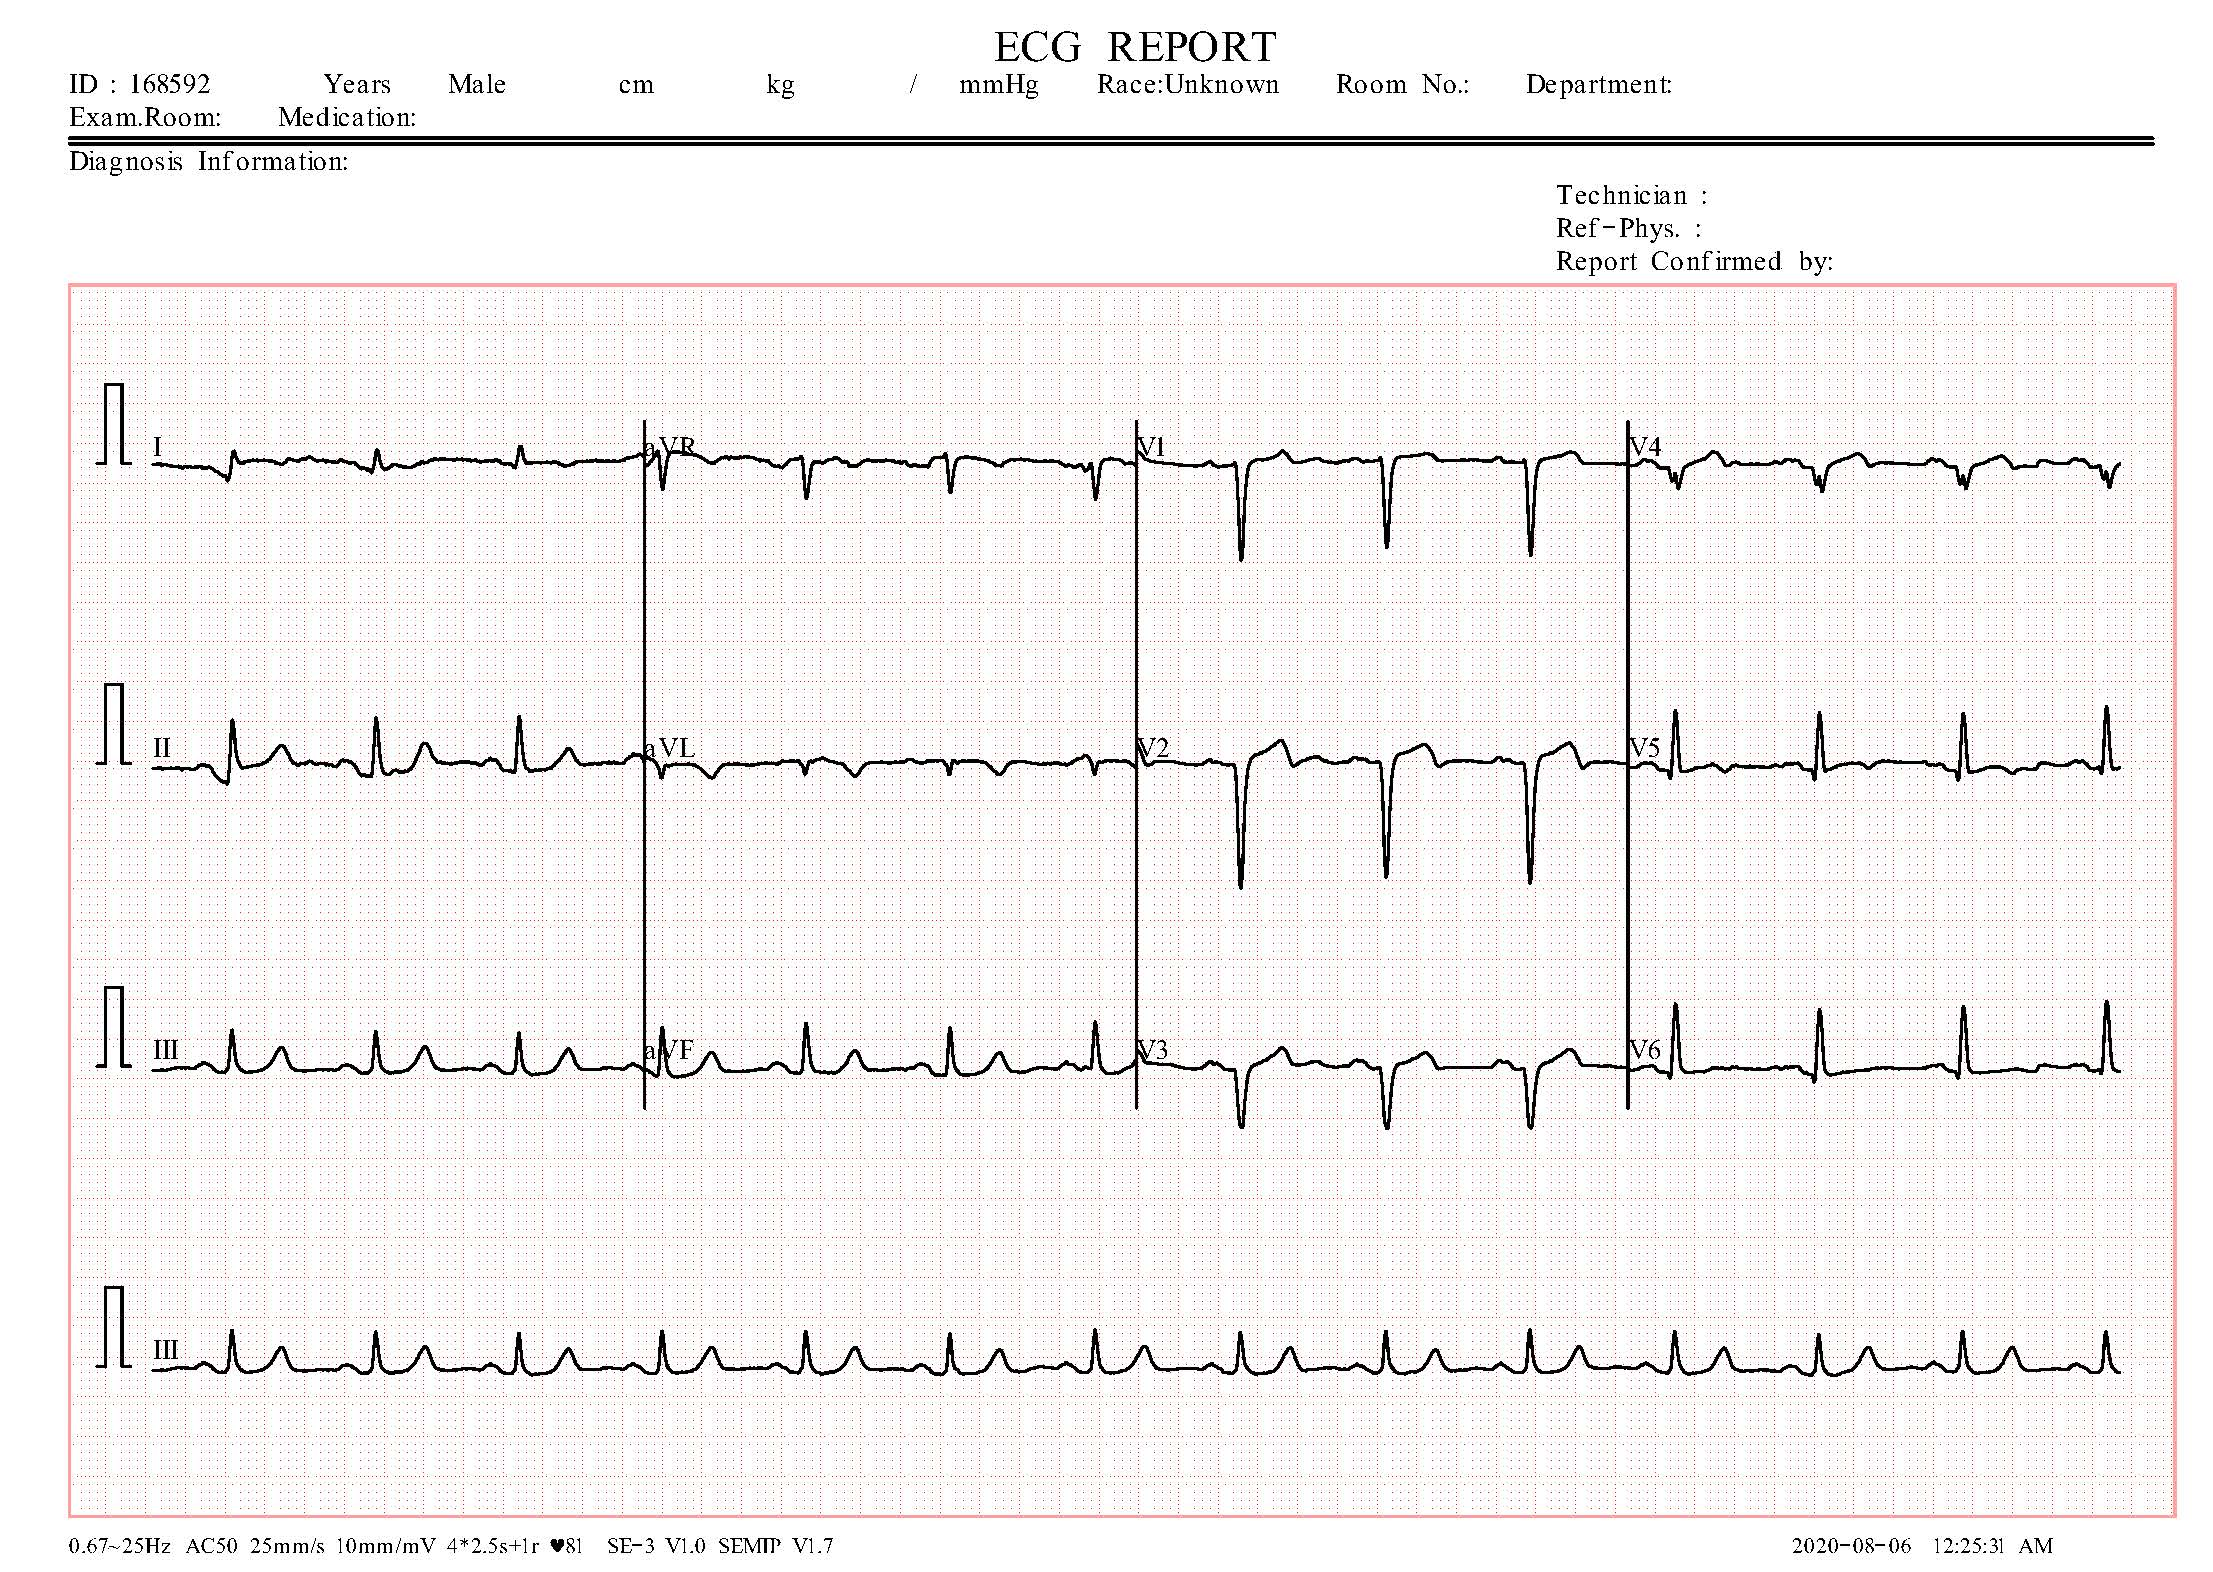 ECG REPORT
ID : 168592 Years Male cm kg / mmHg Race:Unknown Room No.: Department:
Exam.Room: Medication:
Diagnosis Information:
Technician :
Ref-Phys. :
Report Confirmed by:
I aVR V1 V4
II aVL V2 V5
III aVF V3 V6
III
0.67~25Hz AC50 25mm/s 10mm/mV 4*2.5s+1r ♥81 SE-3 V1.0 SEMIP V1.7 2020-08-06 12:25:31 AM